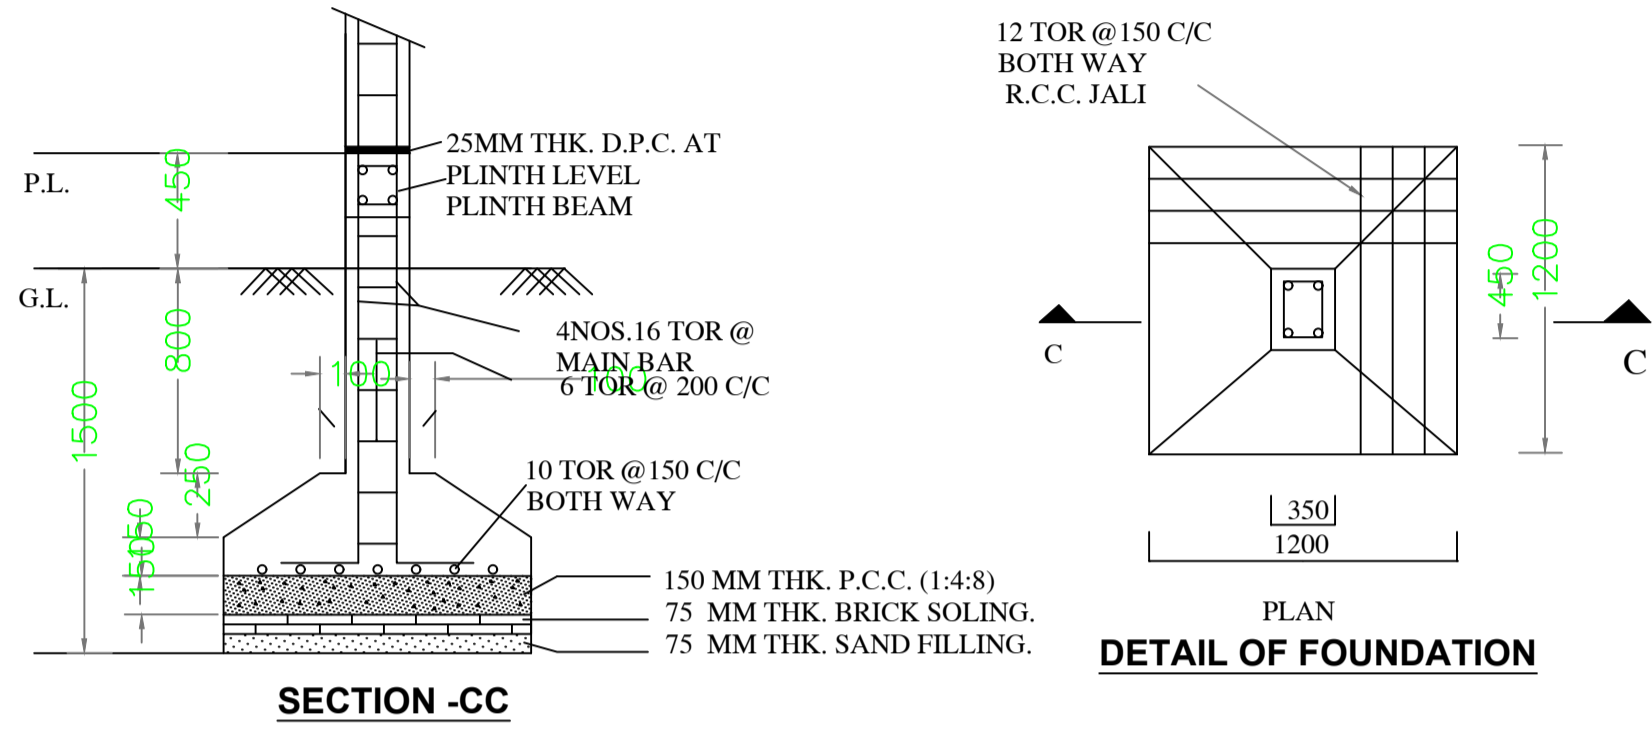 12 TOR @150 C/C
BOTH WAY
R.C.C. JALI
25MM THK. D.P.C. AT
PLINTH LEVEL
PLINTH BEAM
P.L.
450
G.L.
4NOS.16 TOR @
MAIN BAR
6 TOR @ 200 C/C
800
100
100
1500
250
10 TOR @150 C/C
BOTH WAY
150
150
150 MM THK. P.C.C. (1:4:8)
75 MM THK. BRICK SOLING.
75 MM THK. SAND FILLING.
SECTION -CC
450
1200
C
C
350
1200
PLAN
DETAIL OF FOUNDATION